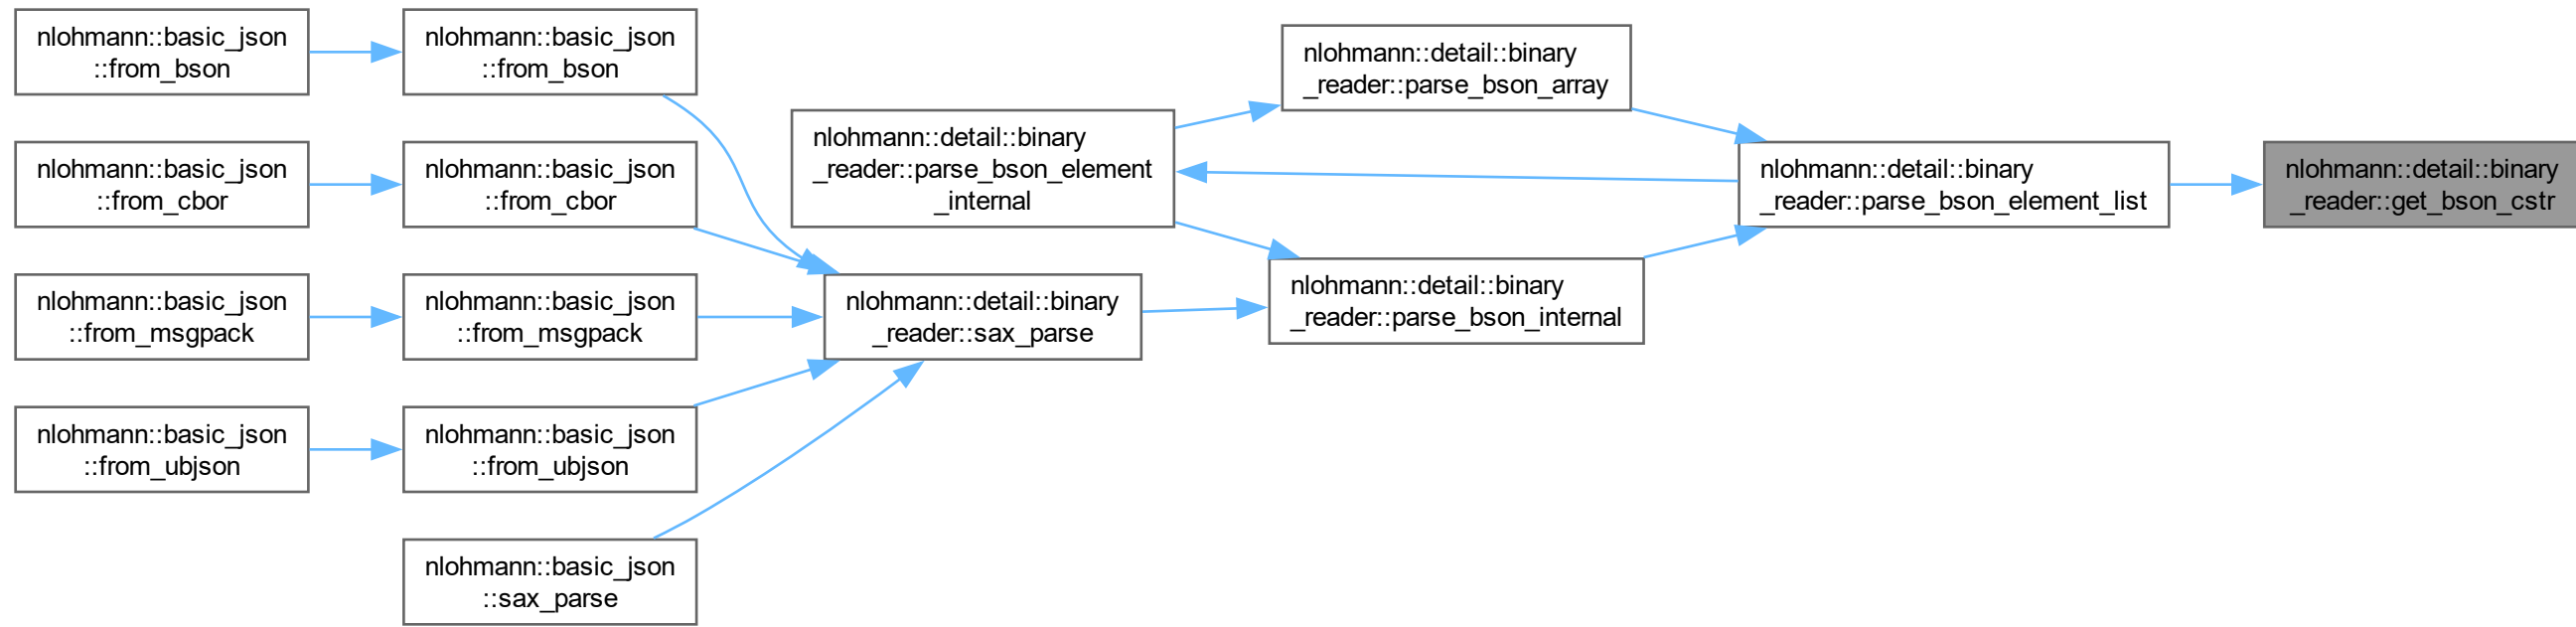 nlohmann::basic_json
::from_bson
nlohmann::basic_json
::from_cbor
nlohmann::basic_json
::from_msgpack
nlohmann::basic_json
::from_ubjson
nlohmann::basic_json
::from_bson
nlohmann::basic_json
::from_cbor
nlohmann::basic_json
::from_msgpack
nlohmann::basic_json
::from_ubjson
nlohmann::basic_json
::sax_parse
nlohmann::detail::binary
_reader::parse_bson_element
_internal
nlohmann::detail::binary
_reader::sax_parse
nlohmann::detail::binary
_reader::parse_bson_array
nlohmann::detail::binary
_reader::parse_bson_internal
nlohmann::detail::binary
_reader::parse_bson_element_list
nlohmann::detail::binary
_reader::get_bson_cstr